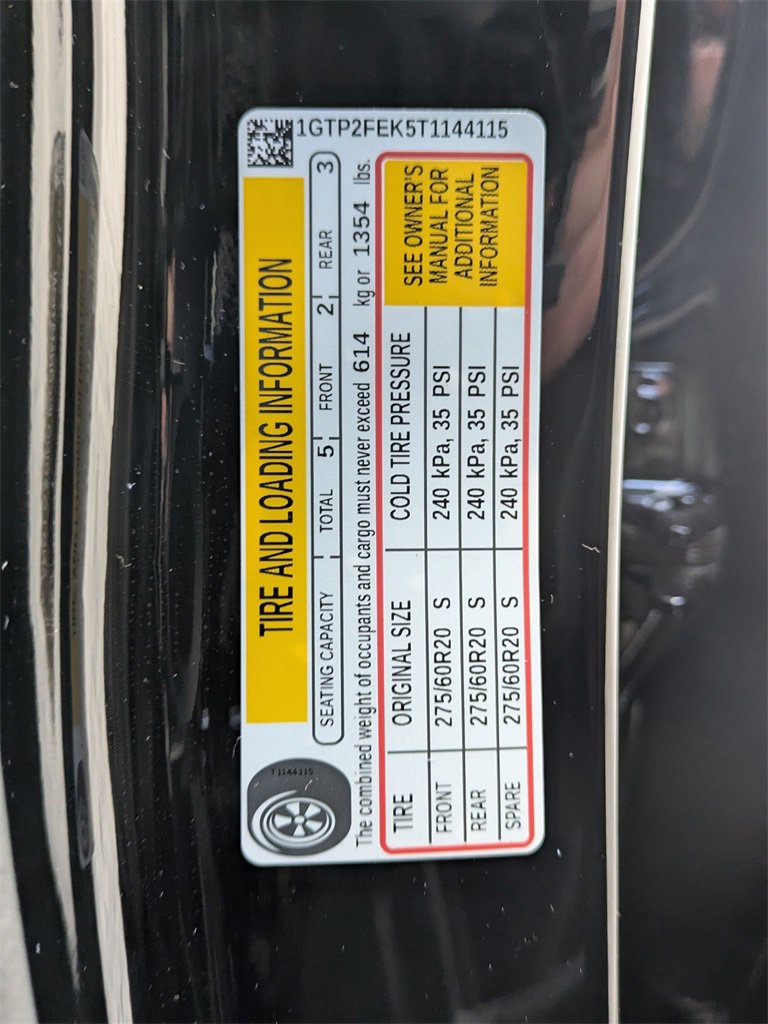 1GTP2FEK5T1144115
TIRE AND LOADING INFORMATION
SEATING CAPACITY TOTAL 5 FRONT 2 REAR 3
The combined weight of occupants and cargo must never exceed 614 kg or 1354 lbs.
TIRE ORIGINAL SIZE COLD TIRE PRESSURE
FRONT 275/60R20 S 240 kPa, 35 PSI
REAR 275/60R20 S 240 kPa, 35 PSI
SPARE 275/60R20 S 240 kPa, 35 PSI
SEE OWNER'S
MANUAL FOR
ADDITIONAL
INFORMATION
T1144115